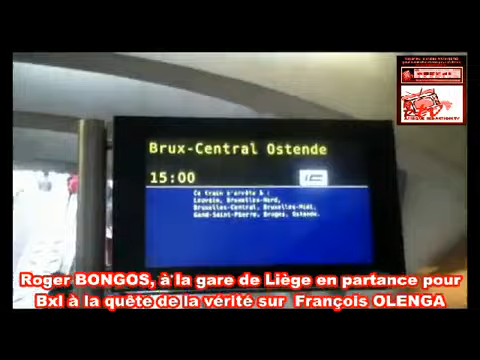 Brux-Central Ostende
15:00 IC
Ce train s'arrête à :
Louvain, Bruxelles-Nord,
Bruxelles-Central, Bruxelles-Midi,
Gand-Saint-Pierre, Bruges, Ostende.
Roger BONGOS, à la gare de Liège en partance pour
Bxl à la quête de la vérité sur François OLENGA